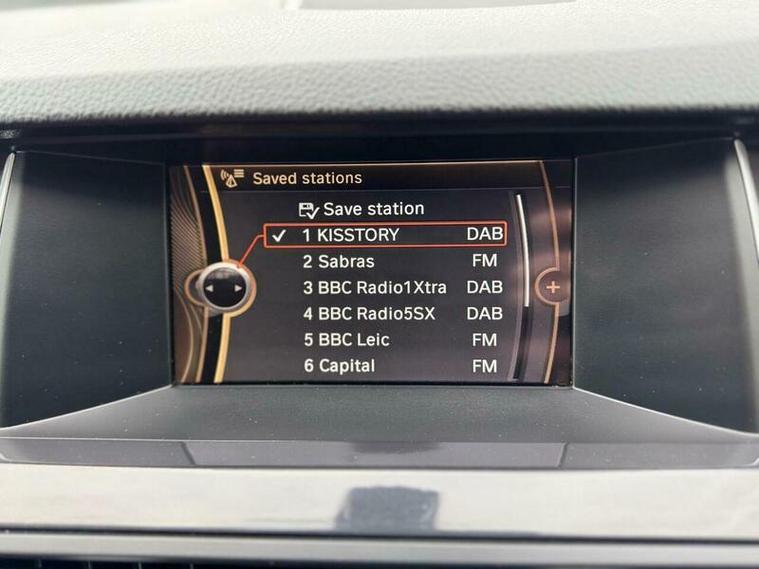 Saved stations
Save station
1 KISSTORY DAB
2 Sabras FM
3 BBC Radio1Xtra DAB
4 BBC Radio5SX DAB
5 BBC Leic FM
6 Capital FM